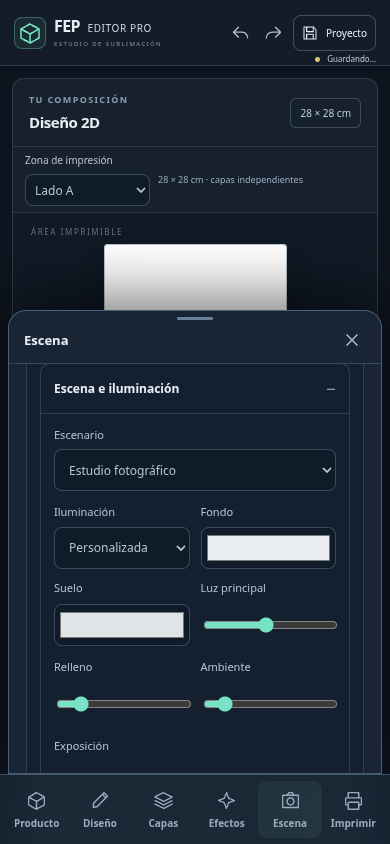 FEP EDITOR PRO
ESTUDIO DE SUBLIMACIÓN
Proyecto
Guardando...
TU COMPOSICIÓN
Diseño 2D
28 × 28 cm
Zona de impresión
Lado A
28 × 28 cm · capas independientes
ÁREA IMPRIMIBLE
Escena
Escena e iluminación
Escenario
Estudio fotográfico
Iluminación
Fondo
Personalizada
Suelo
Luz principal
Relleno
Ambiente
Exposición
Producto
Diseño
Capas
Efectos
Escena
Imprimir